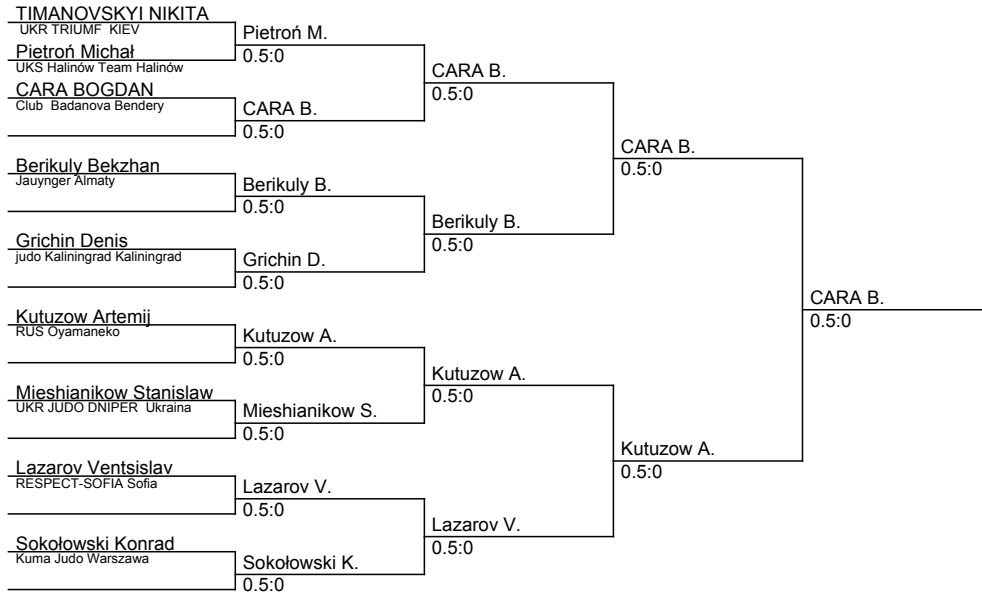 TIMANOVSKYI NIKITA
UKR TRIUMF KIEV
Pietroń Michał
UKS Halinów Team Halinów
CARA BOGDAN
Club Badanova Bendery
Berikuly Bekzhan
Jauynger Almaty
Grichin Denis
judo Kaliningrad Kaliningrad
Kutuzow Artemij
RUS Oyamaneko
Mieshianikow Stanislaw
UKR JUDO DNIPER Ukraina
Lazarov Ventsislav
RESPECT-SOFIA Sofia
Sokołowski Konrad
Kuma Judo Warszawa
Pietroń M.
0.5:0
CARA B.
0.5:0
Berikuly B.
0.5:0
Grichin D.
0.5:0
Kutuzow A.
0.5:0
Mieshianikow S.
0.5:0
Lazarov V.
0.5:0
Sokołowski K.
0.5:0
CARA B.
0.5:0
Berikuly B.
0.5:0
Kutuzow A.
0.5:0
Lazarov V.
0.5:0
CARA B.
0.5:0
Kutuzow A.
0.5:0
CARA B.
0.5:0